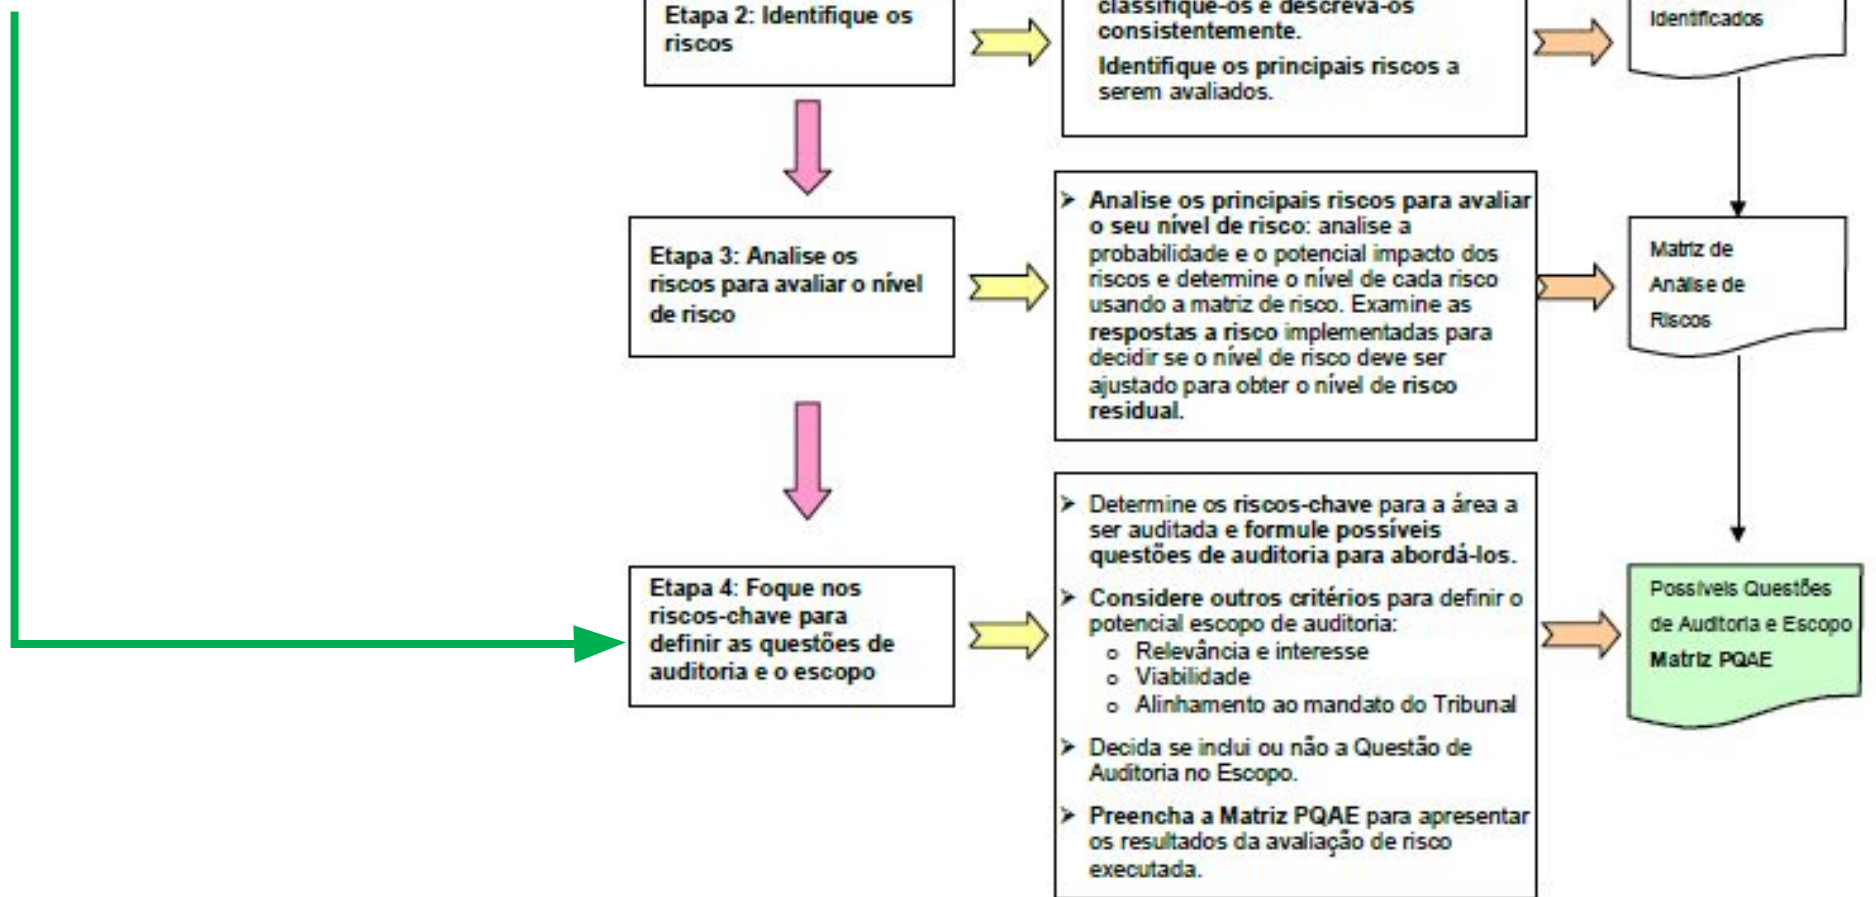 Etapa 2: Identifique os
riscos
classifique-os e descreva-os
consistentemente.
Identifique os principais riscos a
serem avaliados.
Identificados
Etapa 3: Analise os
riscos para avaliar o nível
de risco
➤ Analise os principais riscos para avaliar
o seu nível de risco: analise a
probabilidade e o potencial impacto dos
riscos e determine o nível de cada risco
usando a matriz de risco. Examine as
respostas a risco implementadas para
decidir se o nível de risco deve ser
ajustado para obter o nível de risco
residual.
Matriz de
Análise de
Riscos
Etapa 4: Foque nos
riscos-chave para
definir as questões de
auditoria e o escopo
➤ Determine os riscos-chave para a área a
ser auditada e formule possíveis
questões de auditoria para abordá-los.
➤ Considere outros critérios para definir o
potencial escopo de auditoria:
o Relevância e interesse
o Viabilidade
o Alinhamento ao mandato do Tribunal
➤ Decida se inclui ou não a Questão de
Auditoria no Escopo.
➤ Preencha a Matriz PQAE para apresentar
os resultados da avaliação de risco
executada.
Possíveis Questões
de Auditoria e Escopo
Matriz PQAE